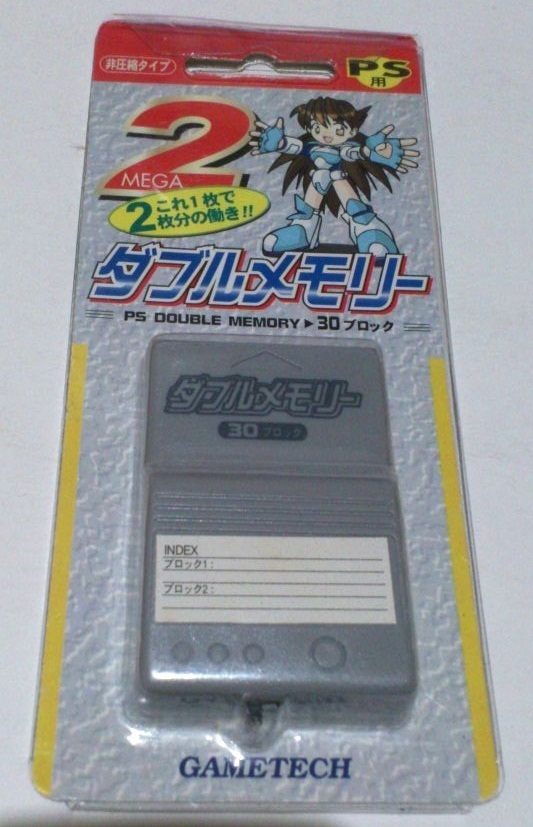 非圧縮タイプ
PS
用
2
MEGA
これ1枚で
2枚分の働き!!
ダブルメモリー
PS DOUBLE MEMORY▶30ブロック
ダブルメモリー
30ブロック
INDEX
ブロック1:
ブロック2:
GAMETECH